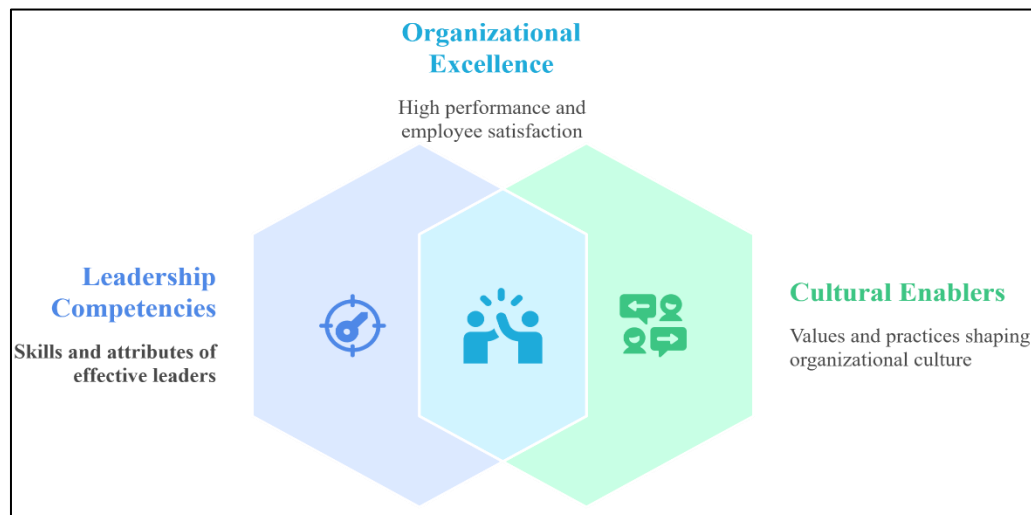 Organizational
Excellence
High performance and
employee satisfaction
Leadership
Competencies
Skills and attributes of
effective leaders
Cultural Enablers
Values and practices shaping
organizational culture